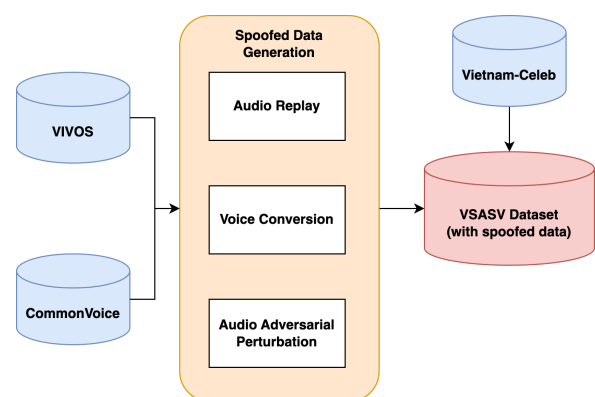 Spoofed Data
Generation
Audio Replay
Voice Conversion
Audio Adversarial
Perturbation
VIVOS
CommonVoice
Vietnam-Celeb
VSASV Dataset
(with spoofed data)